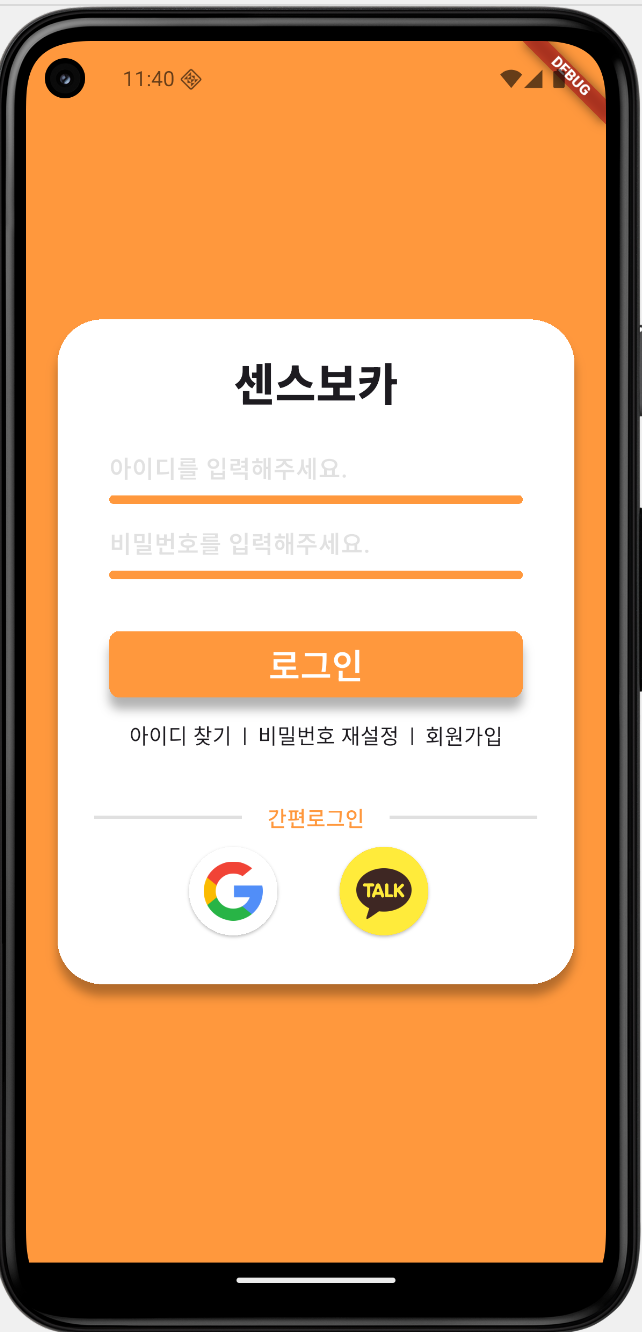 11:40
DEBUG
센스보카
아이디를 입력해주세요.
비밀번호를 입력해주세요.
로그인
아이디 찾기 | 비밀번호 재설정 | 회원가입
간편로그인
G TALK